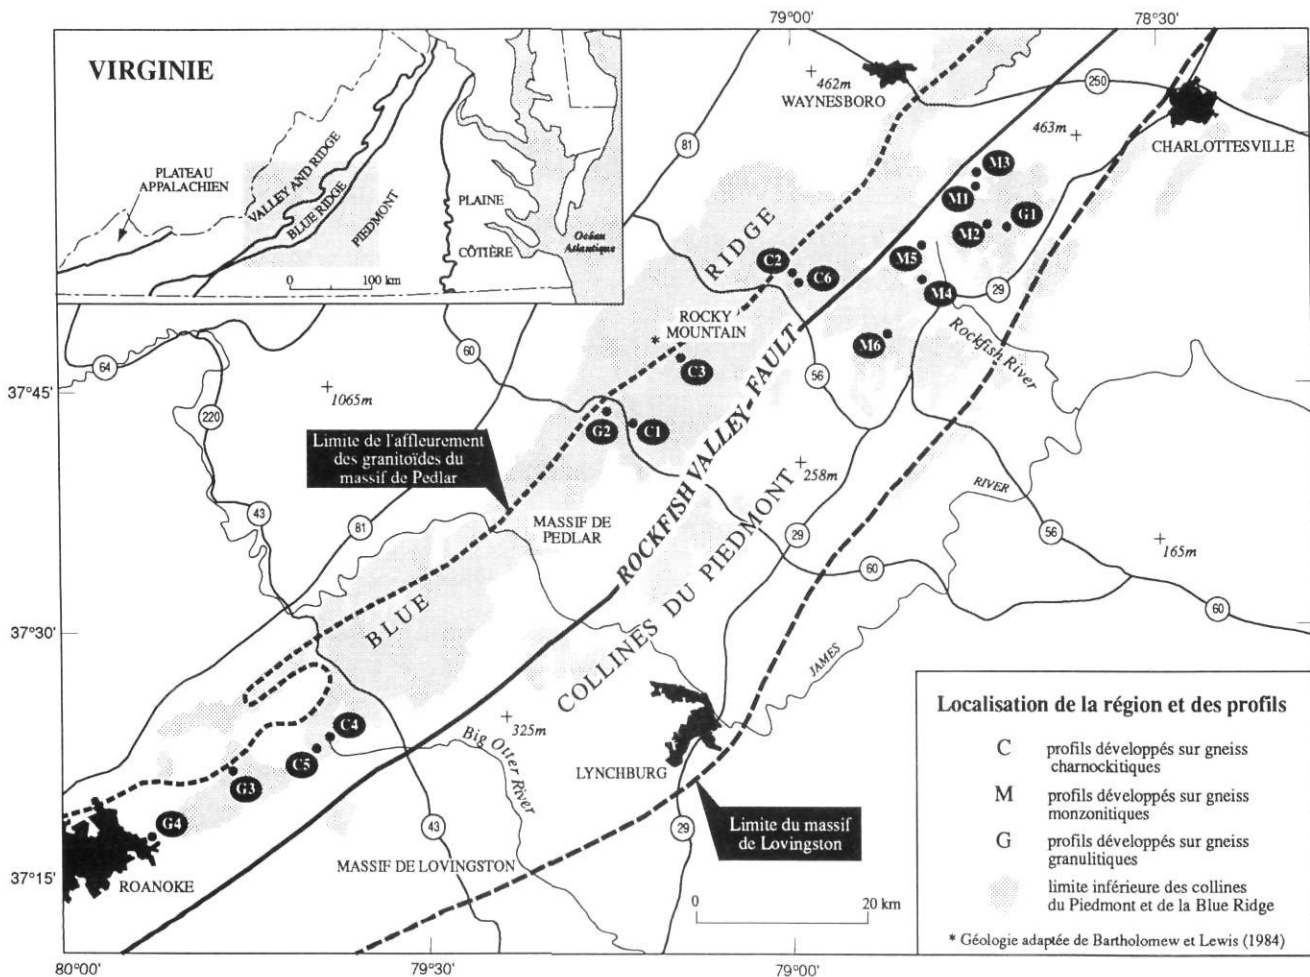 79°00'
78°30'
VIRGINIE
PLATEAU
APPALACHIEN
VALLEY AND RIDGE
BLUE RIDGE
PIEDMONT
PLAINE
CÔTIÈRE
Océan
Atlantique
0 100 km
462m
WAYNESBORO
250
463m
CHARLOTTESVILLE
81
M3
M1
G1
M2
M5
M4
29
C2
C6
RIDGE
ROCKY
MOUNTAIN
*
C3
M6
Rockfish River
56
60
64
37°45'
220
1065m
G2
C1
Limite de l'affleurement
des granitoïdes du
massif de Pedlar
ROCKFISH VALLEY FAULT
258m
RIVER
43
81
MASSIF DE
PEDLAR
COLLINES DU PIEDMONT
29
56
165m
60
60
37°30'
BLUE
JAMES
C4
C5
G3
G4
325m
Big Otter River
LYNCHBURG
43
29
Limite du massif
de Lovingston
MASSIF DE LOVINGSTON
37°15'
ROANOKE
0 20 km
80°00'
79°30'
79°00'
Localisation de la région et des profils
C profils développés sur gneiss
charnockitiques
M profils développés sur gneiss
monzonitiques
G profils développés sur gneiss
granulitiques
limite inférieure des collines
du Piedmont et de la Blue Ridge
* Géologie adaptée de Bartholomew et Lewis (1984)